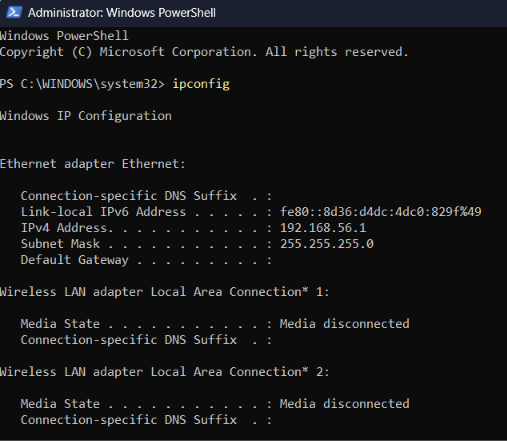 Administrator: Windows PowerShell
Windows PowerShell
Copyright (C) Microsoft Corporation. All rights reserved.
PS C:\WINDOWS\system32> ipconfig
Windows IP Configuration
Ethernet adapter Ethernet:
   Connection-specific DNS Suffix  . :
   Link-local IPv6 Address . . . . . : fe80::8d36:d4dc:4dc0:829f%49
   IPv4 Address. . . . . . . . . . . : 192.168.56.1
   Subnet Mask . . . . . . . . . . . : 255.255.255.0
   Default Gateway . . . . . . . . . :
Wireless LAN adapter Local Area Connection* 1:
   Media State . . . . . . . . . . . : Media disconnected
   Connection-specific DNS Suffix  . :
Wireless LAN adapter Local Area Connection* 2:
   Media State . . . . . . . . . . . : Media disconnected
   Connection-specific DNS Suffix  . :